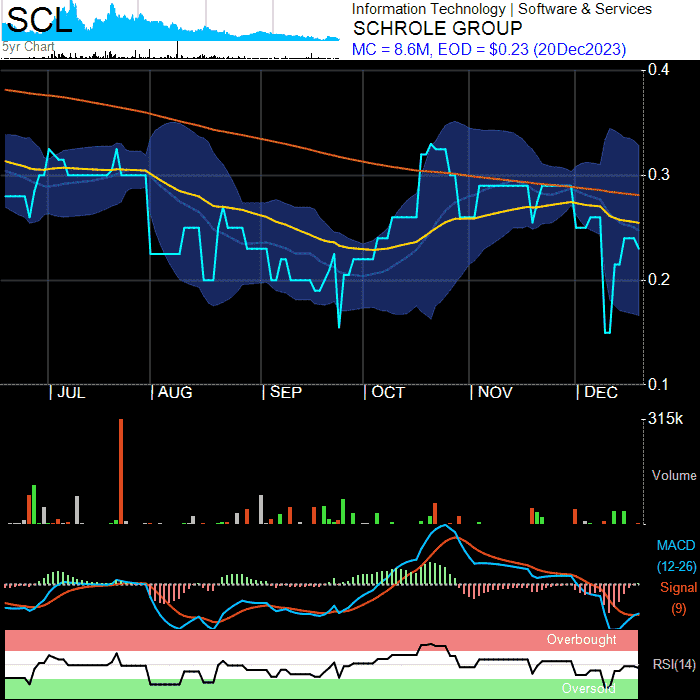 SCL
5yr Chart
Information Technology | Software & Services
SCHROLE GROUP
MC = 8.6M, EOD = $0.23 (20Dec2023)
0.4
0.3
0.2
0.1
| JUL | AUG | SEP | OCT | NOV | DEC
315k
Volume
MACD
(12-26)
Signal
(9)
Overbought
RSI(14)
Oversold